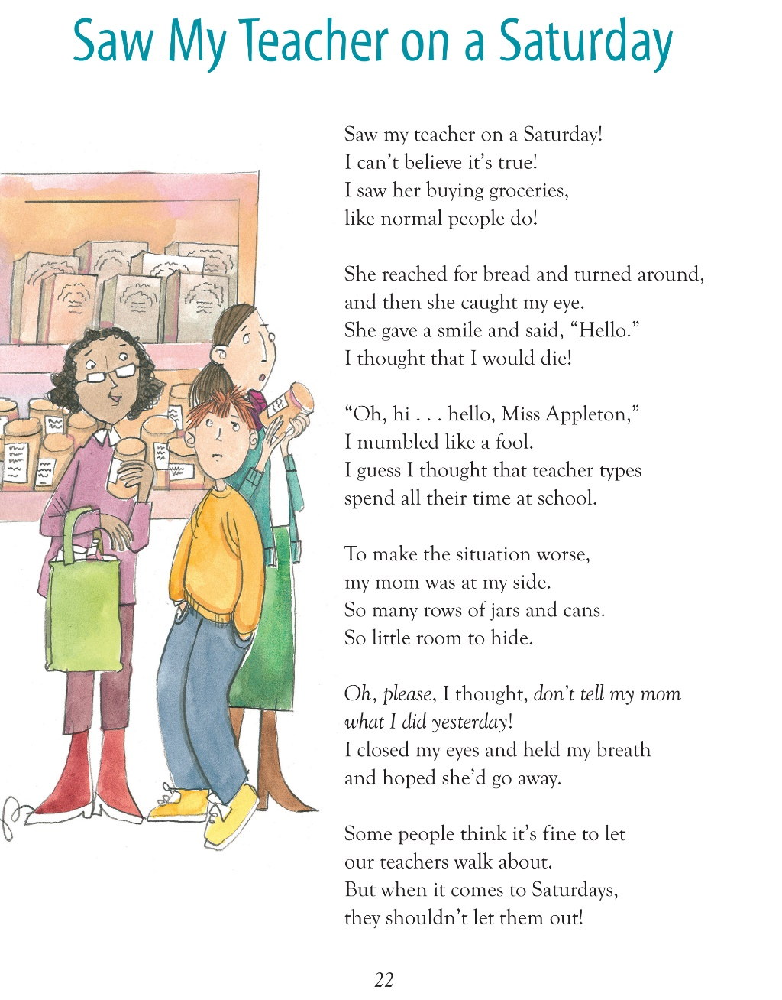 Saw My Teacher on a Saturday
Saw my teacher on a Saturday!
I can’t believe it’s true!
I saw her buying groceries,
like normal people do!
She reached for bread and turned around,
and then she caught my eye.
She gave a smile and said, “Hello.”
I thought that I would die!
“Oh, hi . . . hello, Miss Appleton,”
I mumbled like a fool.
I guess I thought that teacher types
spend all their time at school.
To make the situation worse,
my mom was at my side.
So many rows of jars and cans.
So little room to hide.
Oh, please, I thought, don’t tell my mom
what I did yesterday!
I closed my eyes and held my breath
and hoped she’d go away.
Some people think it’s fine to let
our teachers walk about.
But when it comes to Saturdays,
they shouldn’t let them out!
22